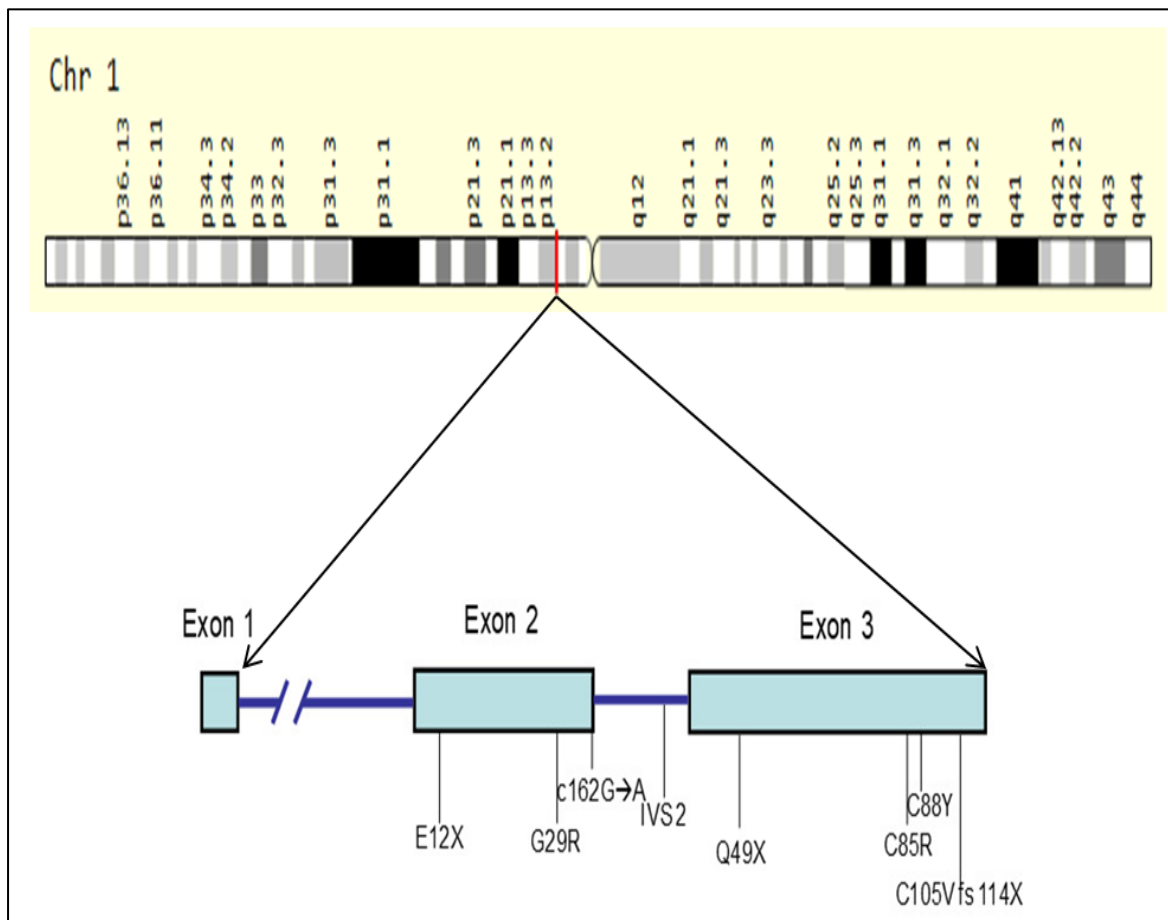 Chr 1
p36.13
p36.11
p34.3
p34.2
p33
p32.3
p31.3
p31.1
p21.3
p21.1
p13.3
p13.2
q12
q21.1
q21.3
q23.3
q25.2
q25.3
q31.1
q31.3
q32.1
q32.2
q41
q42.13
q42.2
q43
q44
Exon 1
Exon 2
Exon 3
E12X
G29R
c162G→A
IVS2
Q49X
C85R
C88Y
C105Vfs114X